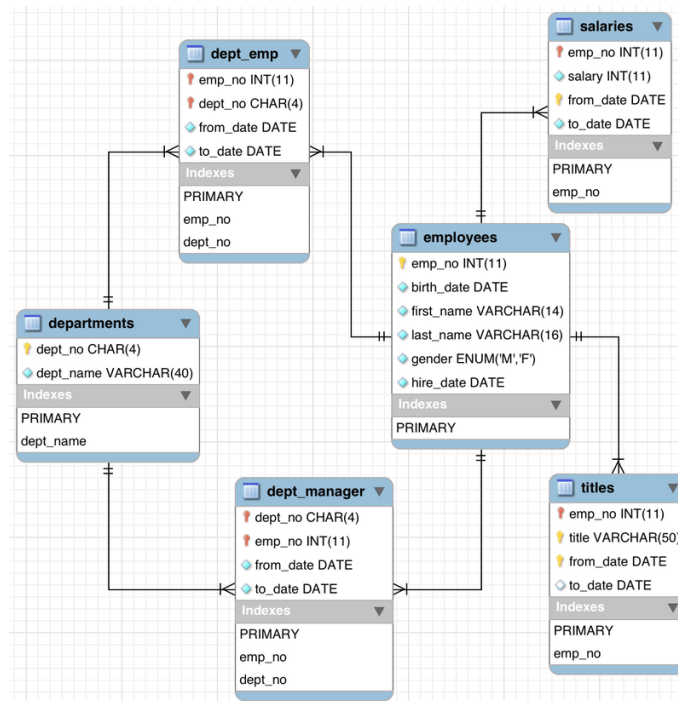 dept_emp
emp_no INT(11)
dept_no CHAR(4)
from_date DATE
to_date DATE
Indexes
PRIMARY
emp_no
dept_no
salaries
emp_no INT(11)
salary INT(11)
from_date DATE
to_date DATE
Indexes
PRIMARY
emp_no
employees
emp_no INT(11)
birth_date DATE
first_name VARCHAR(14)
last_name VARCHAR(16)
gender ENUM('M','F')
hire_date DATE
Indexes
PRIMARY
departments
dept_no CHAR(4)
dept_name VARCHAR(40)
Indexes
PRIMARY
dept_name
dept_manager
dept_no CHAR(4)
emp_no INT(11)
from_date DATE
to_date DATE
Indexes
PRIMARY
emp_no
dept_no
titles
emp_no INT(11)
title VARCHAR(50)
from_date DATE
to_date DATE
Indexes
PRIMARY
emp_no